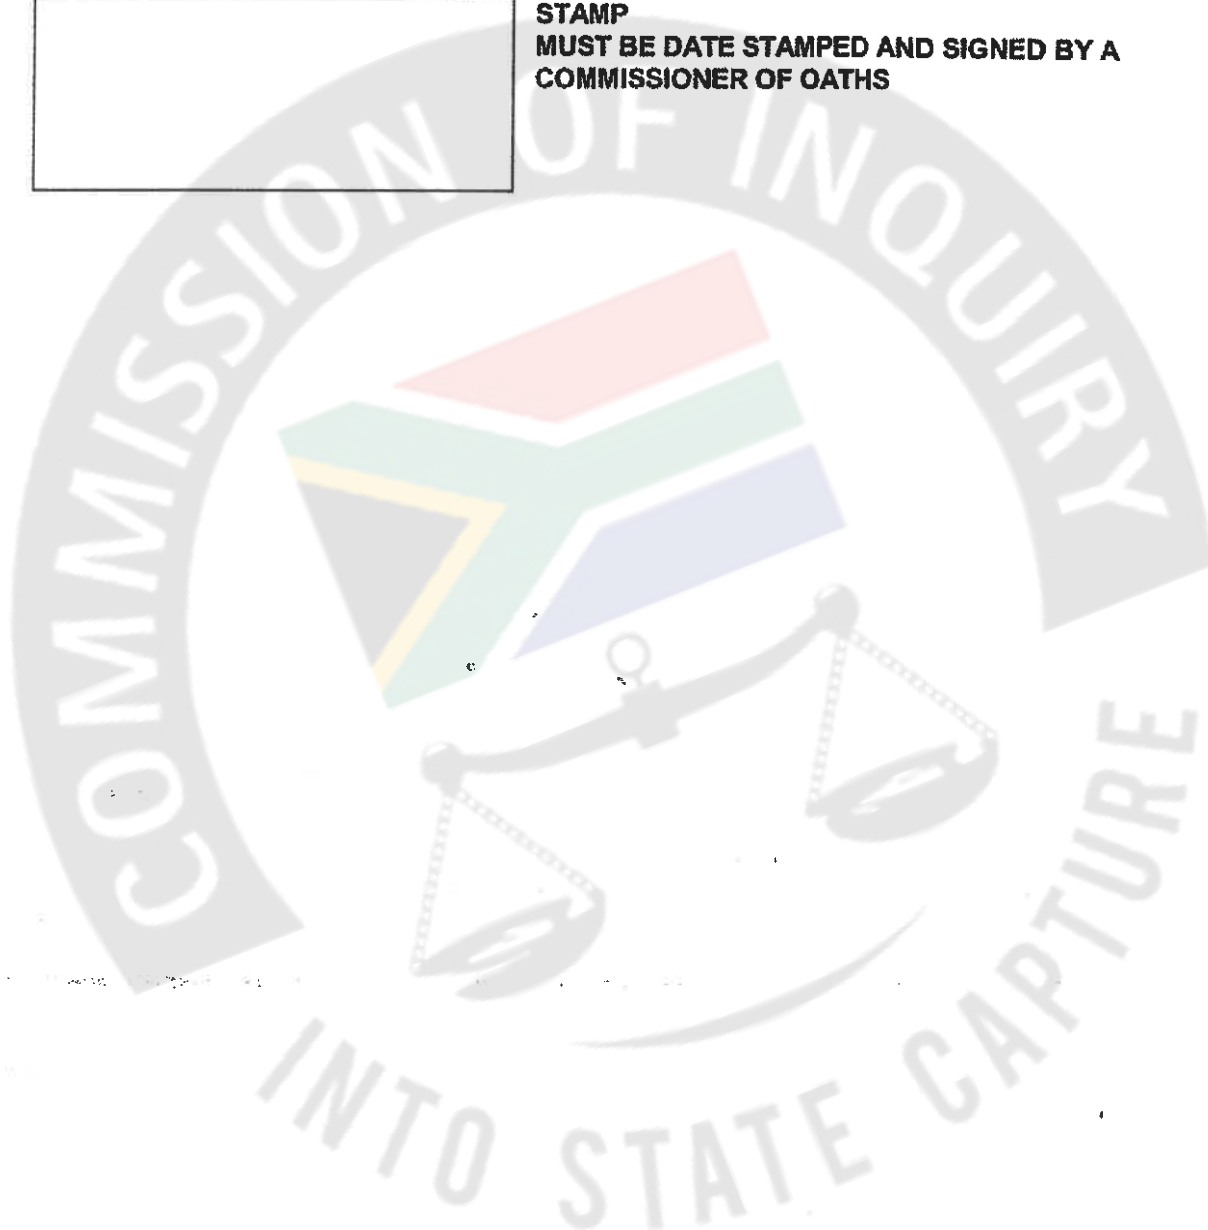 STAMP
MUST BE DATE STAMPED AND SIGNED BY A
COMMISSIONER OF OATHS
COMMISSION OF INQUIRY
INTO STATE CAPTURE